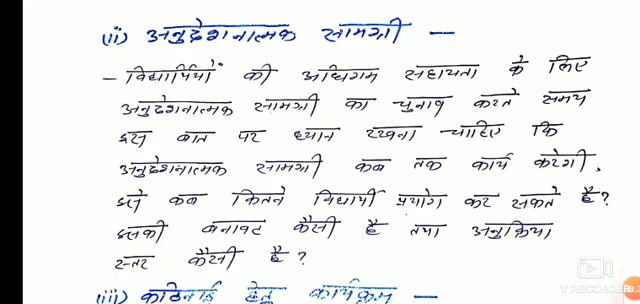 (ii) अनुदेशनात्मक सामग्री —
– विद्यार्थियों की अधिगम सहायता के लिए
अनुदेशनात्मक सामग्री का चुनाव करते समय
इस बात पर ध्यान रखना चाहिए कि
अनुदेशनात्मक सामग्री कब तक कार्य करेगी,
इसे कब कितने विद्यार्थी प्रयोग कर सकते हैं?
इसकी बनावट कैसी है तथा अनुक्रिया
स्तर कैसी है?
(iii) कठिनाई हेतु कार्यक्रम —
V RECORDER